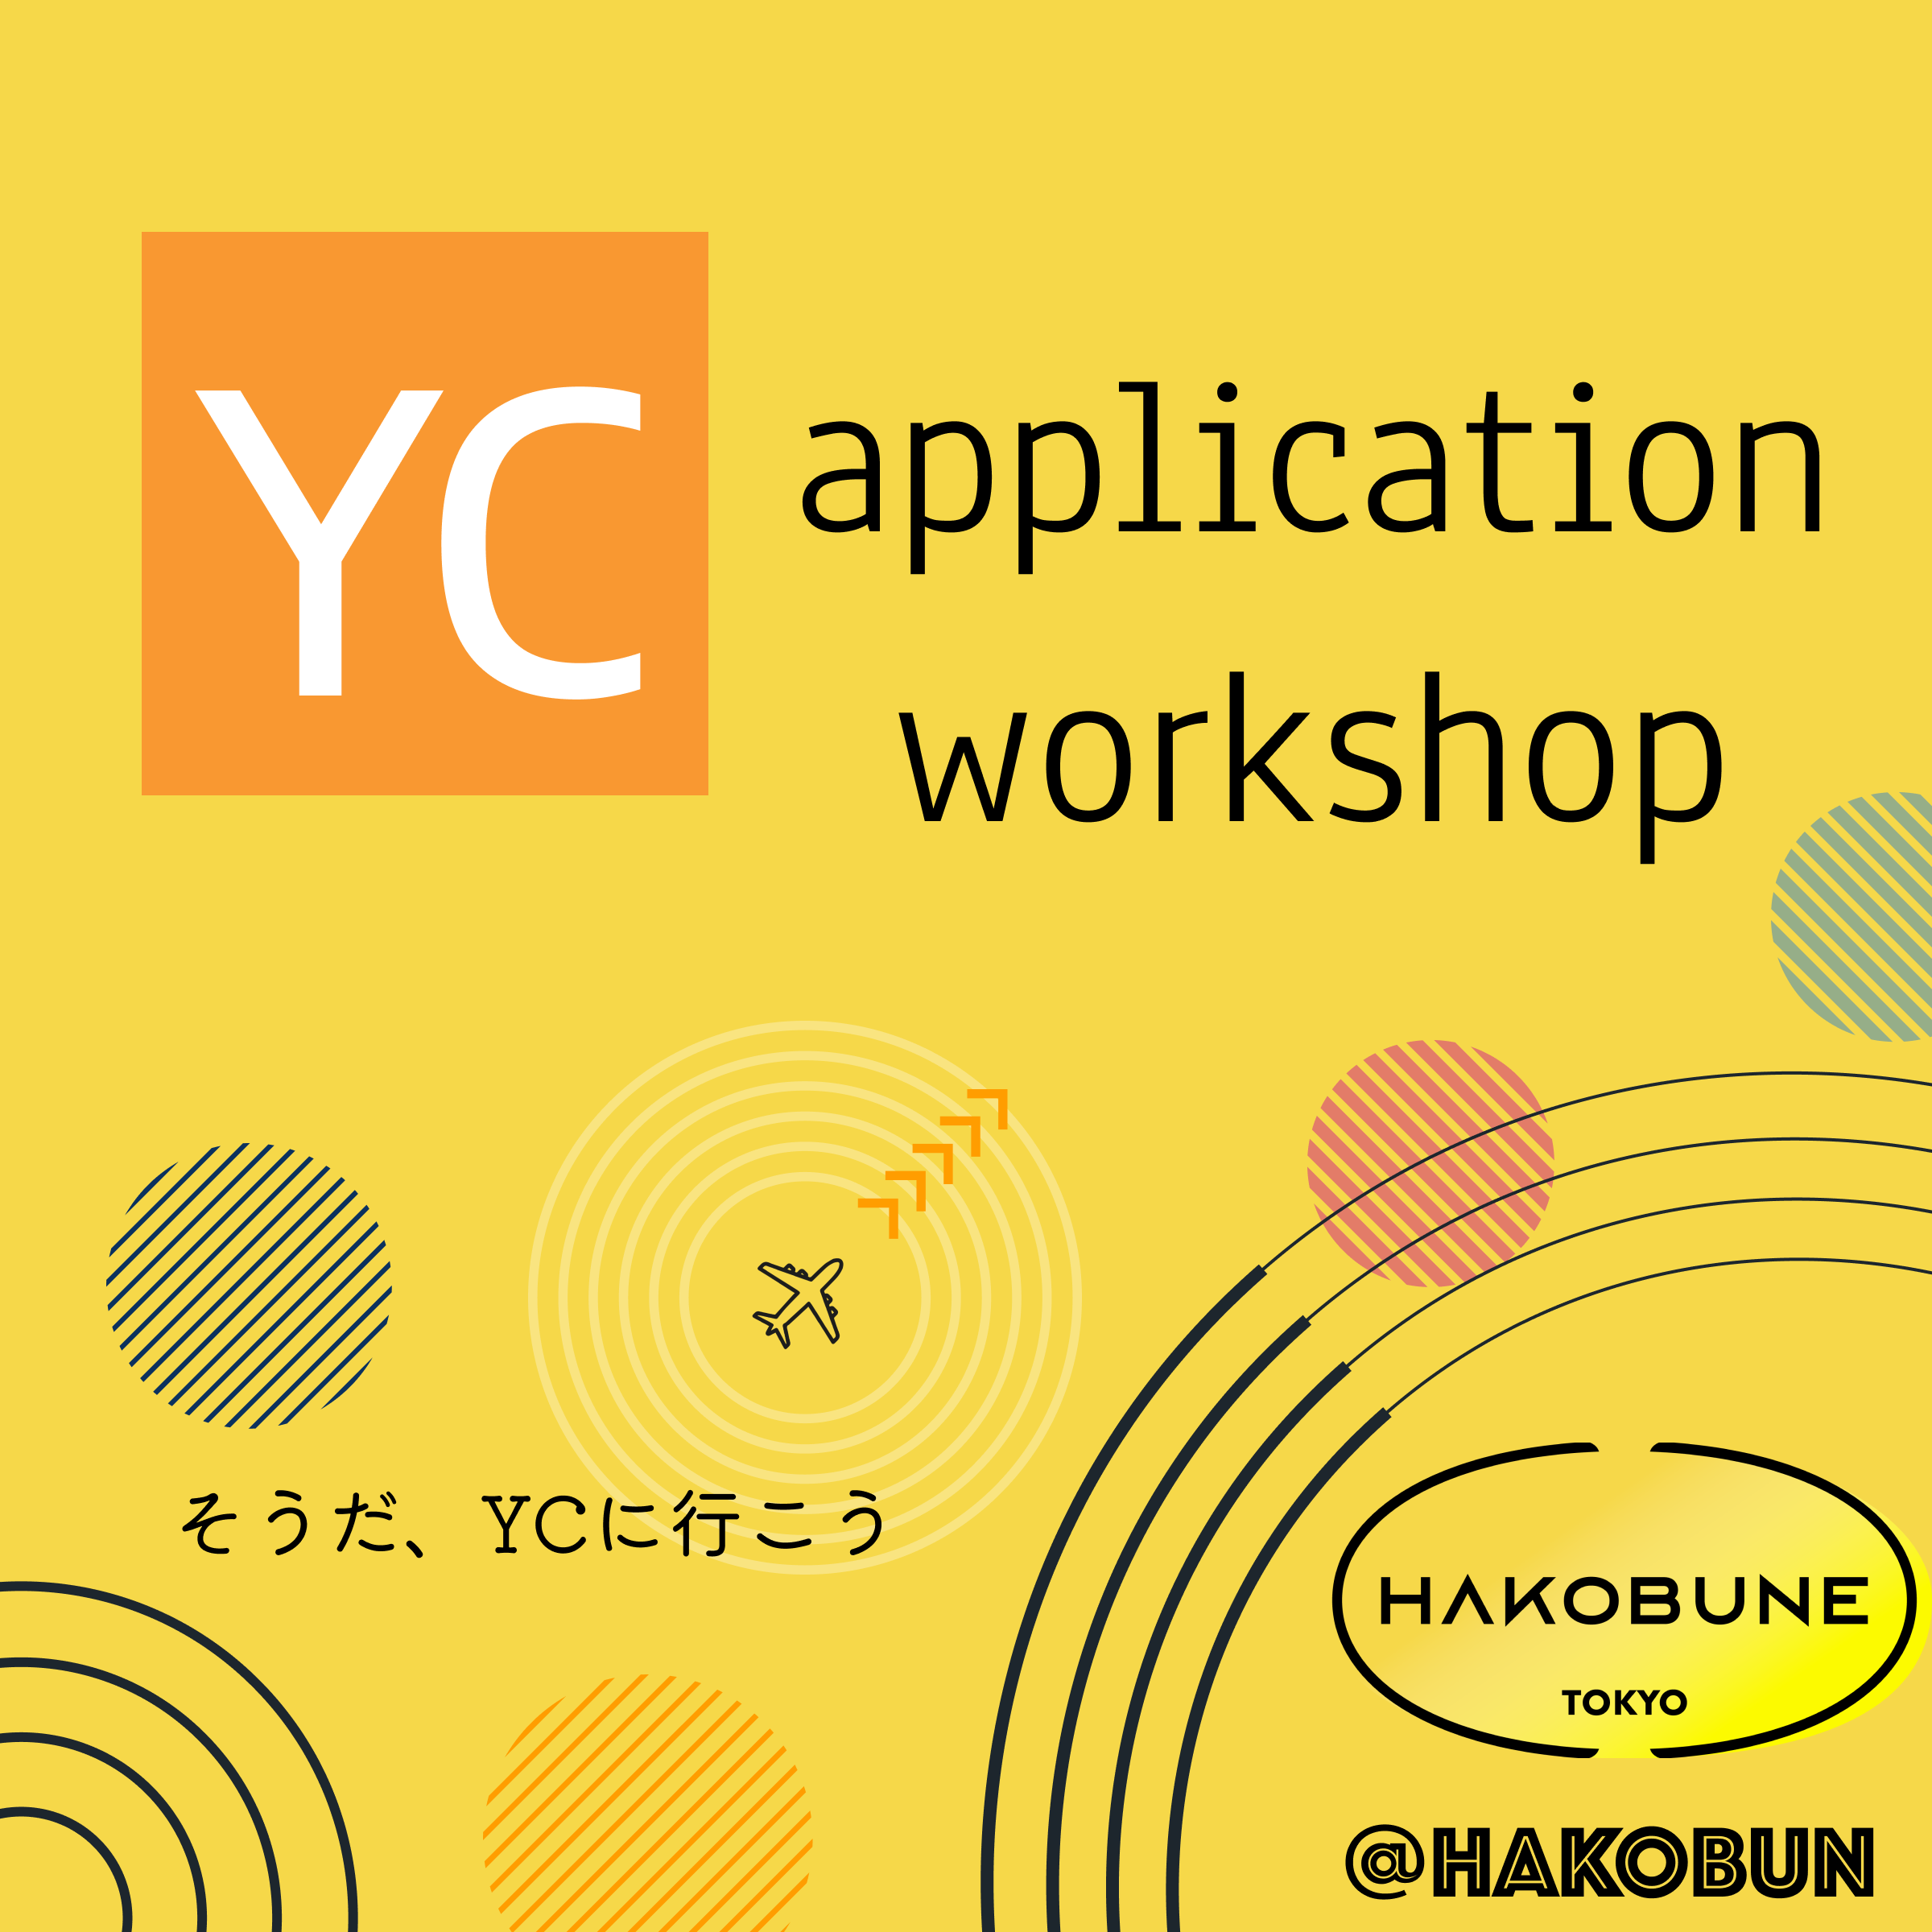 YC
application
workshop
そうだ、YCに行こう
HAKOBUNE
TOKYO
@HAKOBUN